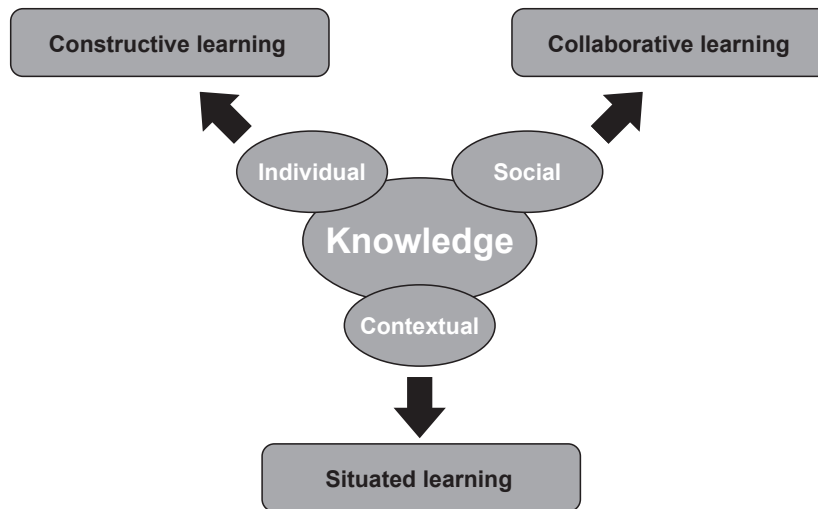 Constructive learning
Collaborative learning
Individual
Social
Knowledge
Contextual
Situated learning